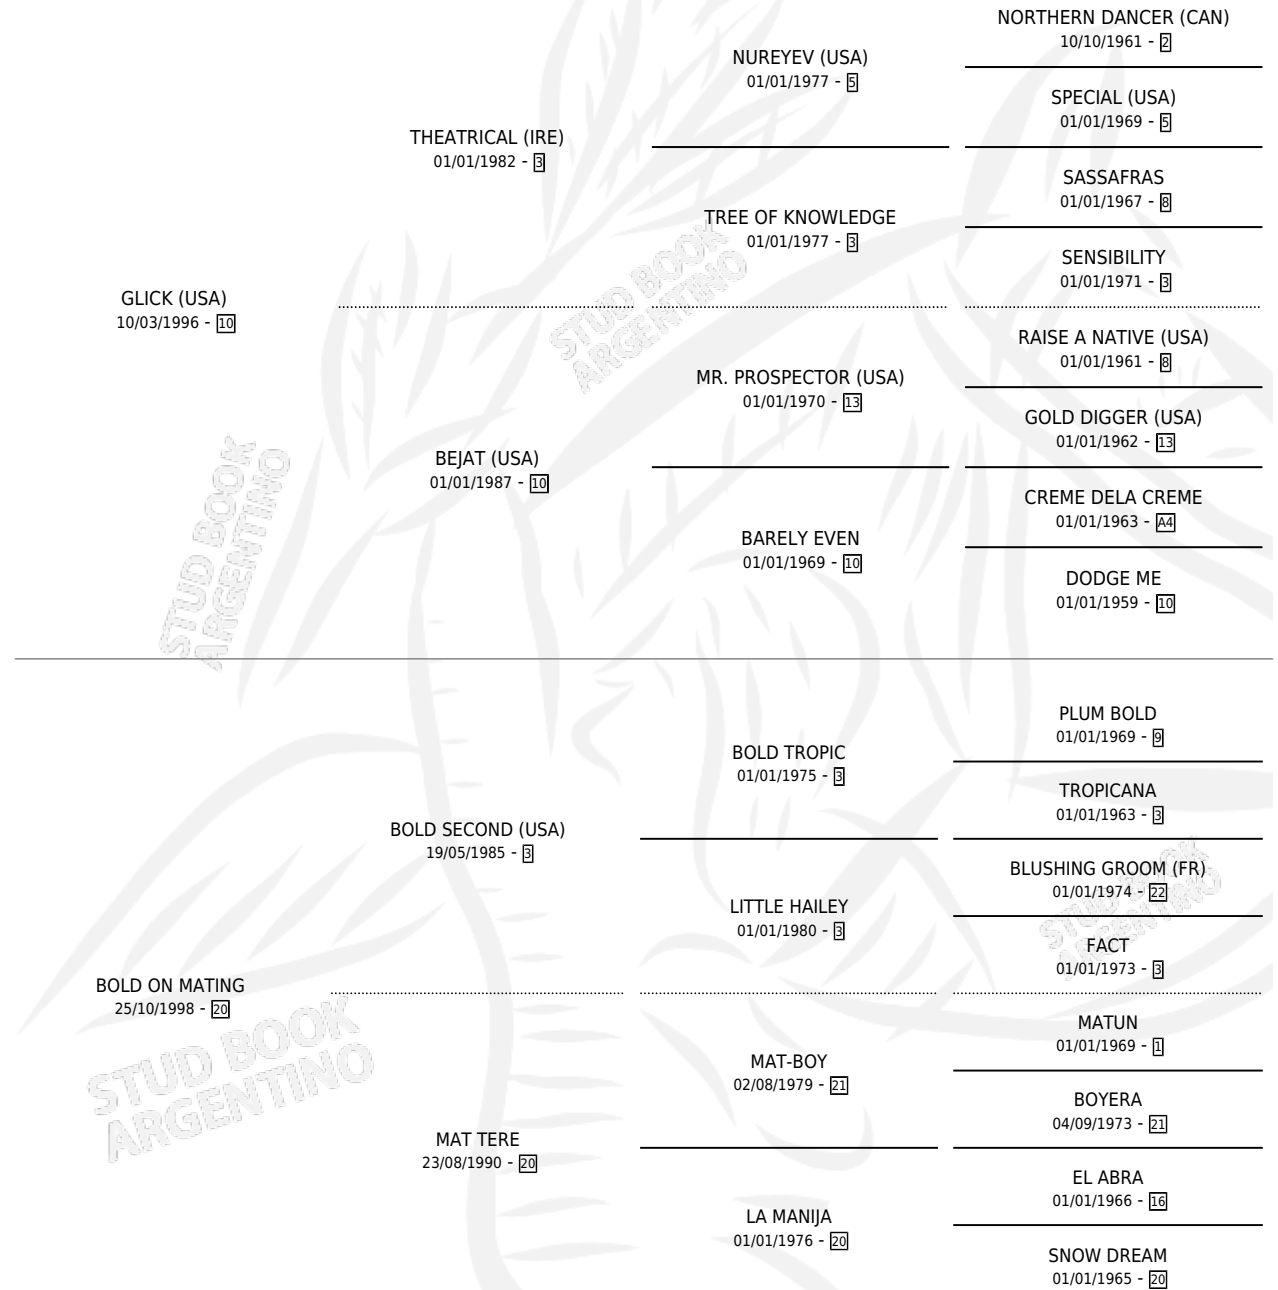 NORTHERN DANCER (CAN)
10/10/1961 - 2
NUREYEV (USA)
01/01/1977 - 5
SPECIAL (USA)
01/01/1969 - 5
THEATRICAL (IRE)
01/01/1982 - 3
SASSAFRAS
01/01/1967 - 8
TREE OF KNOWLEDGE
01/01/1977 - 3
SENSIBILITY
01/01/1971 - 3
GLICK (USA)
10/03/1996 - 10
STUD BOOK
ARGENTINO
RAISE A NATIVE (USA)
01/01/1961 - 8
MR. PROSPECTOR (USA)
01/01/1970 - 13
GOLD DIGGER (USA)
01/01/1962 - 13
BEJAT (USA)
01/01/1987 - 10
STUD BOOK
ARGENTINO
CREME DELA CREME
01/01/1963 - A4
BARELY EVEN
01/01/1969 - 10
DODGE ME
01/01/1959 - 10
PLUM BOLD
01/01/1969 - 9
BOLD TROPIC
01/01/1975 - 3
TROPICANA
01/01/1963 - 3
BOLD SECOND (USA)
19/05/1985 - 3
BLUSHING GROOM (FR)
01/01/1974 - 22
STUD BOOK
ARGENTINO
LITTLE HAILEY
01/01/1980 - 3
FACT
01/01/1973 - 3
BOLD ON MATING
25/10/1998 - 20
STUD BOOK
ARGENTINO
MATUN
01/01/1969 - 1
MAT-BOY
02/08/1979 - 21
BOYERA
04/09/1973 - 21
MAT TERE
23/08/1990 - 20
EL ABRA
01/01/1966 - 16
LA MANIJA
01/01/1976 - 20
SNOW DREAM
01/01/1965 - 20